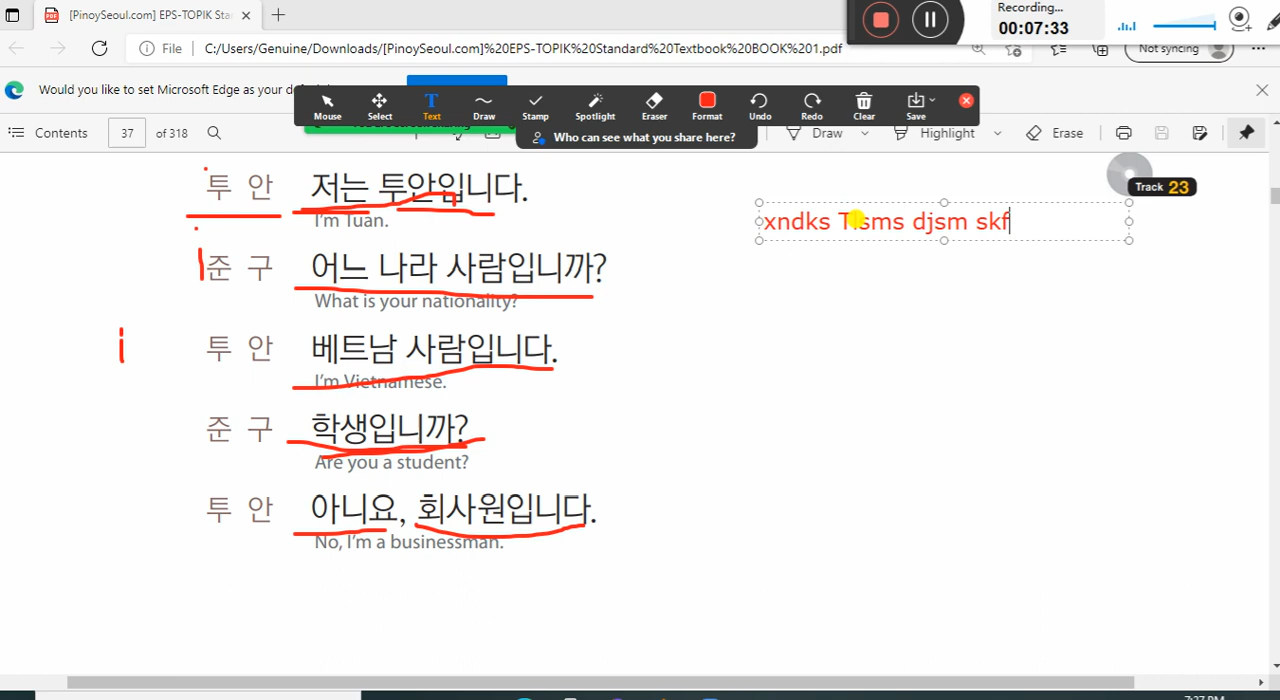 [PinoySeoul.com] EPS-TOPIK Sta
Recording...
00:07:33
File
C:/Users/Genuine/Downloads/[PinoySeoul.com]%20EPS-TOPIK%20Standard%20Textbook%20BOOK%201.pdf
Not syncing
Would you like to set Microsoft Edge as your
Mouse Select Text Draw Stamp Spotlight Eraser Format Undo Redo Clear Save
Who can see what you share here?
Contents 37 of 318 Draw Highlight Erase
Track 23
투 안 저는 투안입니다.
I'm Tuan.
xndks Tlsms djsm skf
준 구 어느 나라 사람입니까?
What is your nationality?
투 안 베트남 사람입니다.
I'm Vietnamese.
준 구 학생입니까?
Are you a student?
투 안 아니요, 회사원입니다.
No, I'm a businessman.